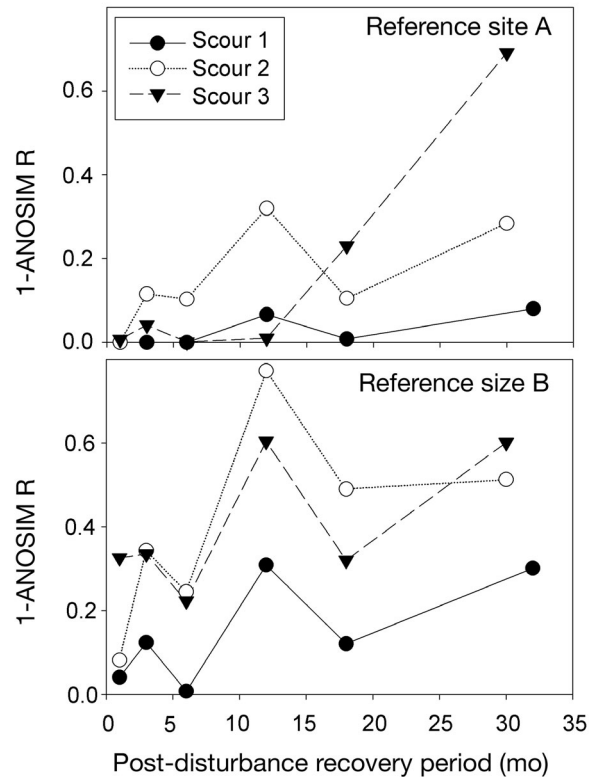 Reference site A
Scour 1
Scour 2
Scour 3
1-ANOSIM R
0.6
0.4
0.2
0.0
Reference size B
1-ANOSIM R
0.6
0.4
0.2
0.0
0 5 10 15 20 25 30 35
Post-disturbance recovery period (mo)